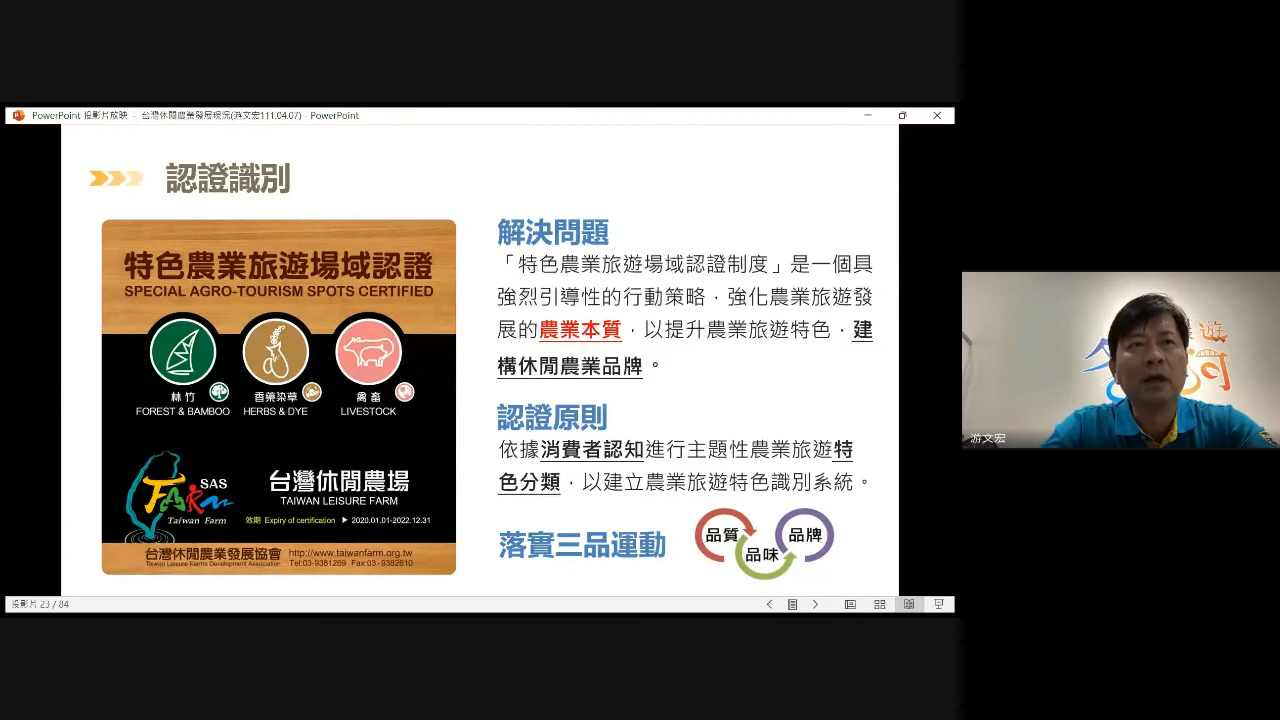 PowerPoint 投影片放映 - 台灣休閒農業發展現況(游文宏111.04.07) - PowerPoint
認證識別
特色農業旅遊場域認證
SPECIAL AGRO-TOURISM SPOTS CERTIFIED
林竹
FOREST & BAMBOO
香藥染草
HERBS & DYE
禽畜
LIVESTOCK
SAS
FARM
Taiwan Farm
台灣休閒農場
TAIWAN LEISURE FARM
效期 Expiry of certification ▶ 2020.01.01-2022.12.31
台灣休閒農業發展協會
Taiwan Leisure Farms Development Association
http://www.taiwanfarm.org.tw
Tel:03-9381269 Fax:03-9382610
解決問題
「特色農業旅遊場域認證制度」是一個具
強烈引導性的行動策略，強化農業旅遊發
展的農業本質，以提升農業旅遊特色，建
構休閒農業品牌。
認證原則
依據消費者認知進行主題性農業旅遊特
色分類，以建立農業旅遊特色識別系統。
落實三品運動
品質
品味
品牌
遊
河
游文宏
投影片 23 / 84